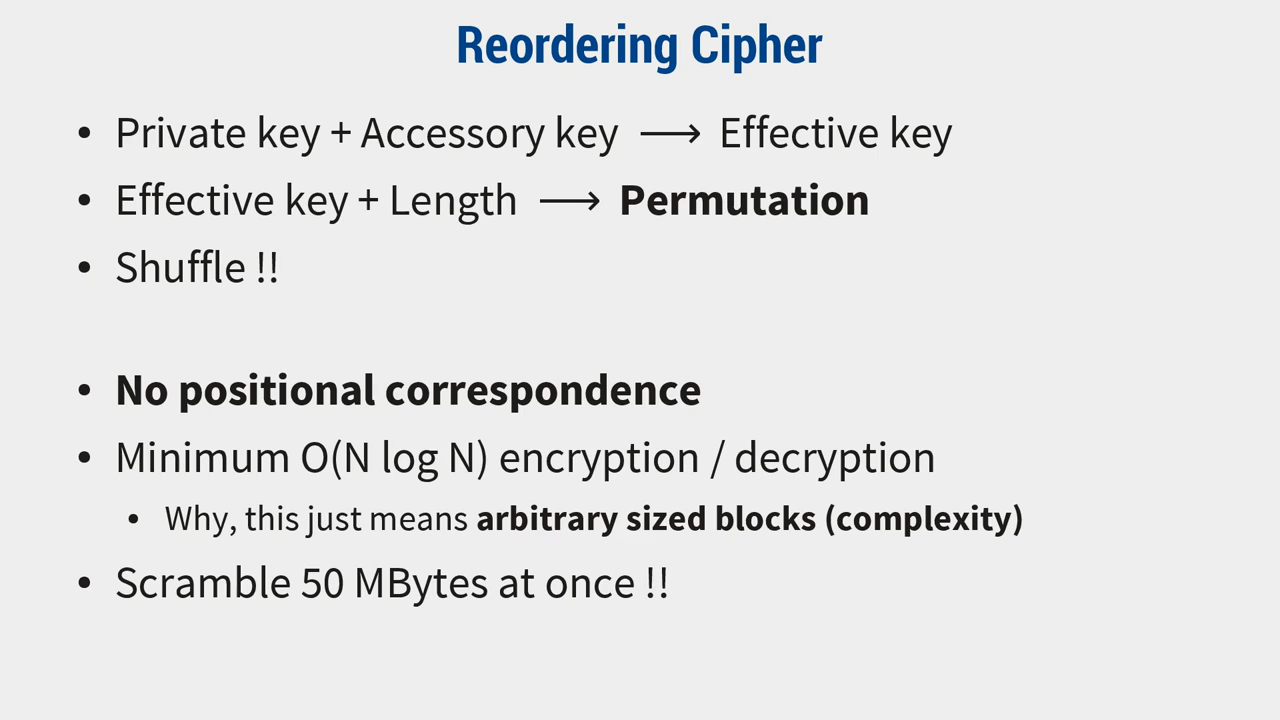 Reordering Cipher
• Private key + Accessory key ⟶ Effective key
• Effective key + Length ⟶ Permutation
• Shuffle !!
• No positional correspondence
• Minimum O(N log N) encryption / decryption
• Why, this just means arbitrary sized blocks (complexity)
• Scramble 50 MBytes at once !!